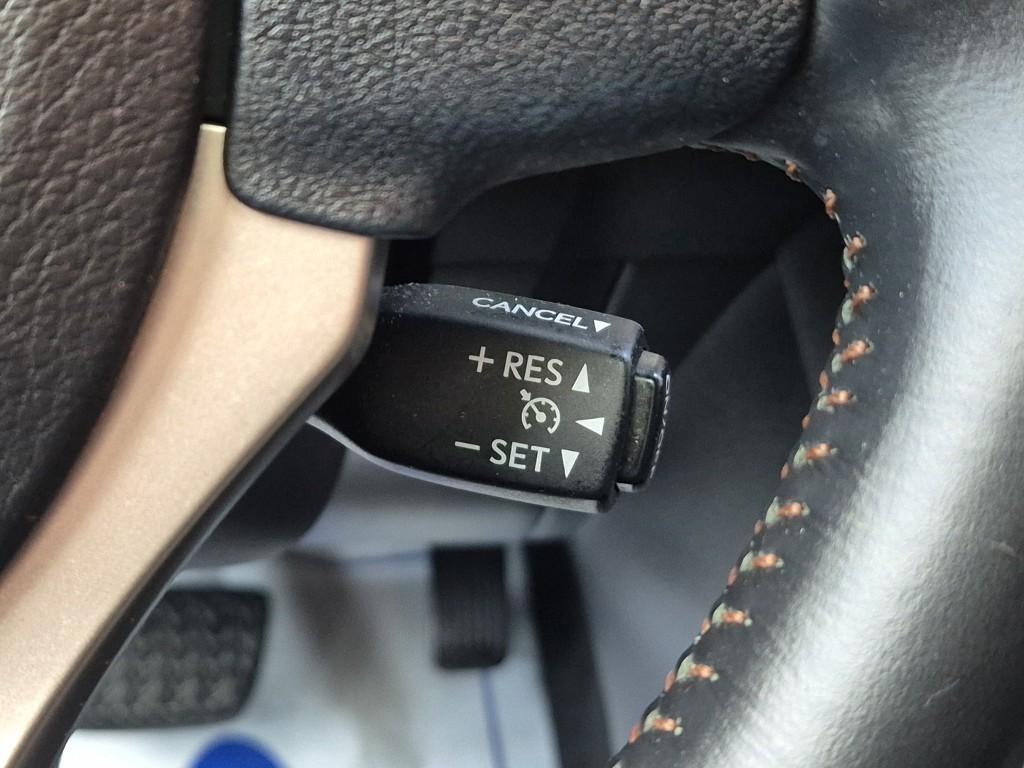 CANCEL▼
+ RES ▲
◀
− SET ▼